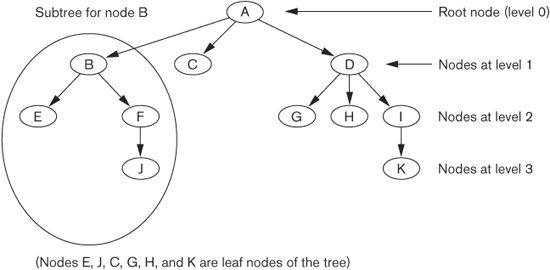 Subtree for node B
A
Root node (level 0)
B
C
D
Nodes at level 1
E
F
G
H
I
Nodes at level 2
J
K
Nodes at level 3
(Nodes E, J, C, G, H, and K are leaf nodes of the tree)